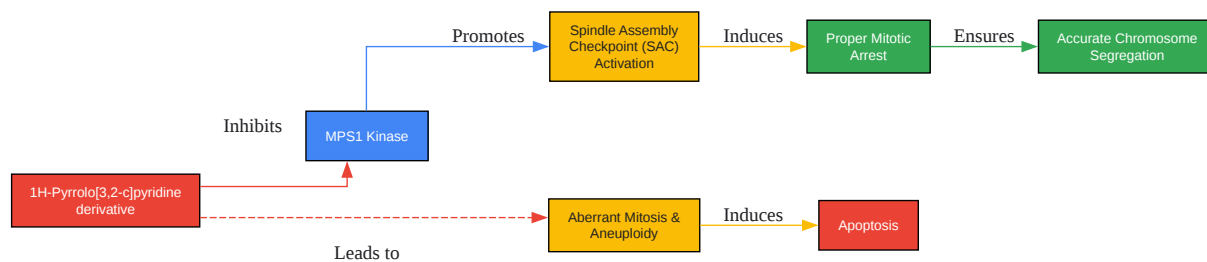 Promotes
Spindle Assembly
Checkpoint (SAC)
Activation
Induces
Proper Mitotic
Arrest
Ensures
Accurate Chromosome
Segregation
Inhibits
MPS1 Kinase
1H-Pyrrolo[3,2-c]pyridine
derivative
Leads to
Aberrant Mitosis &
Aneuploidy
Induces
Apoptosis